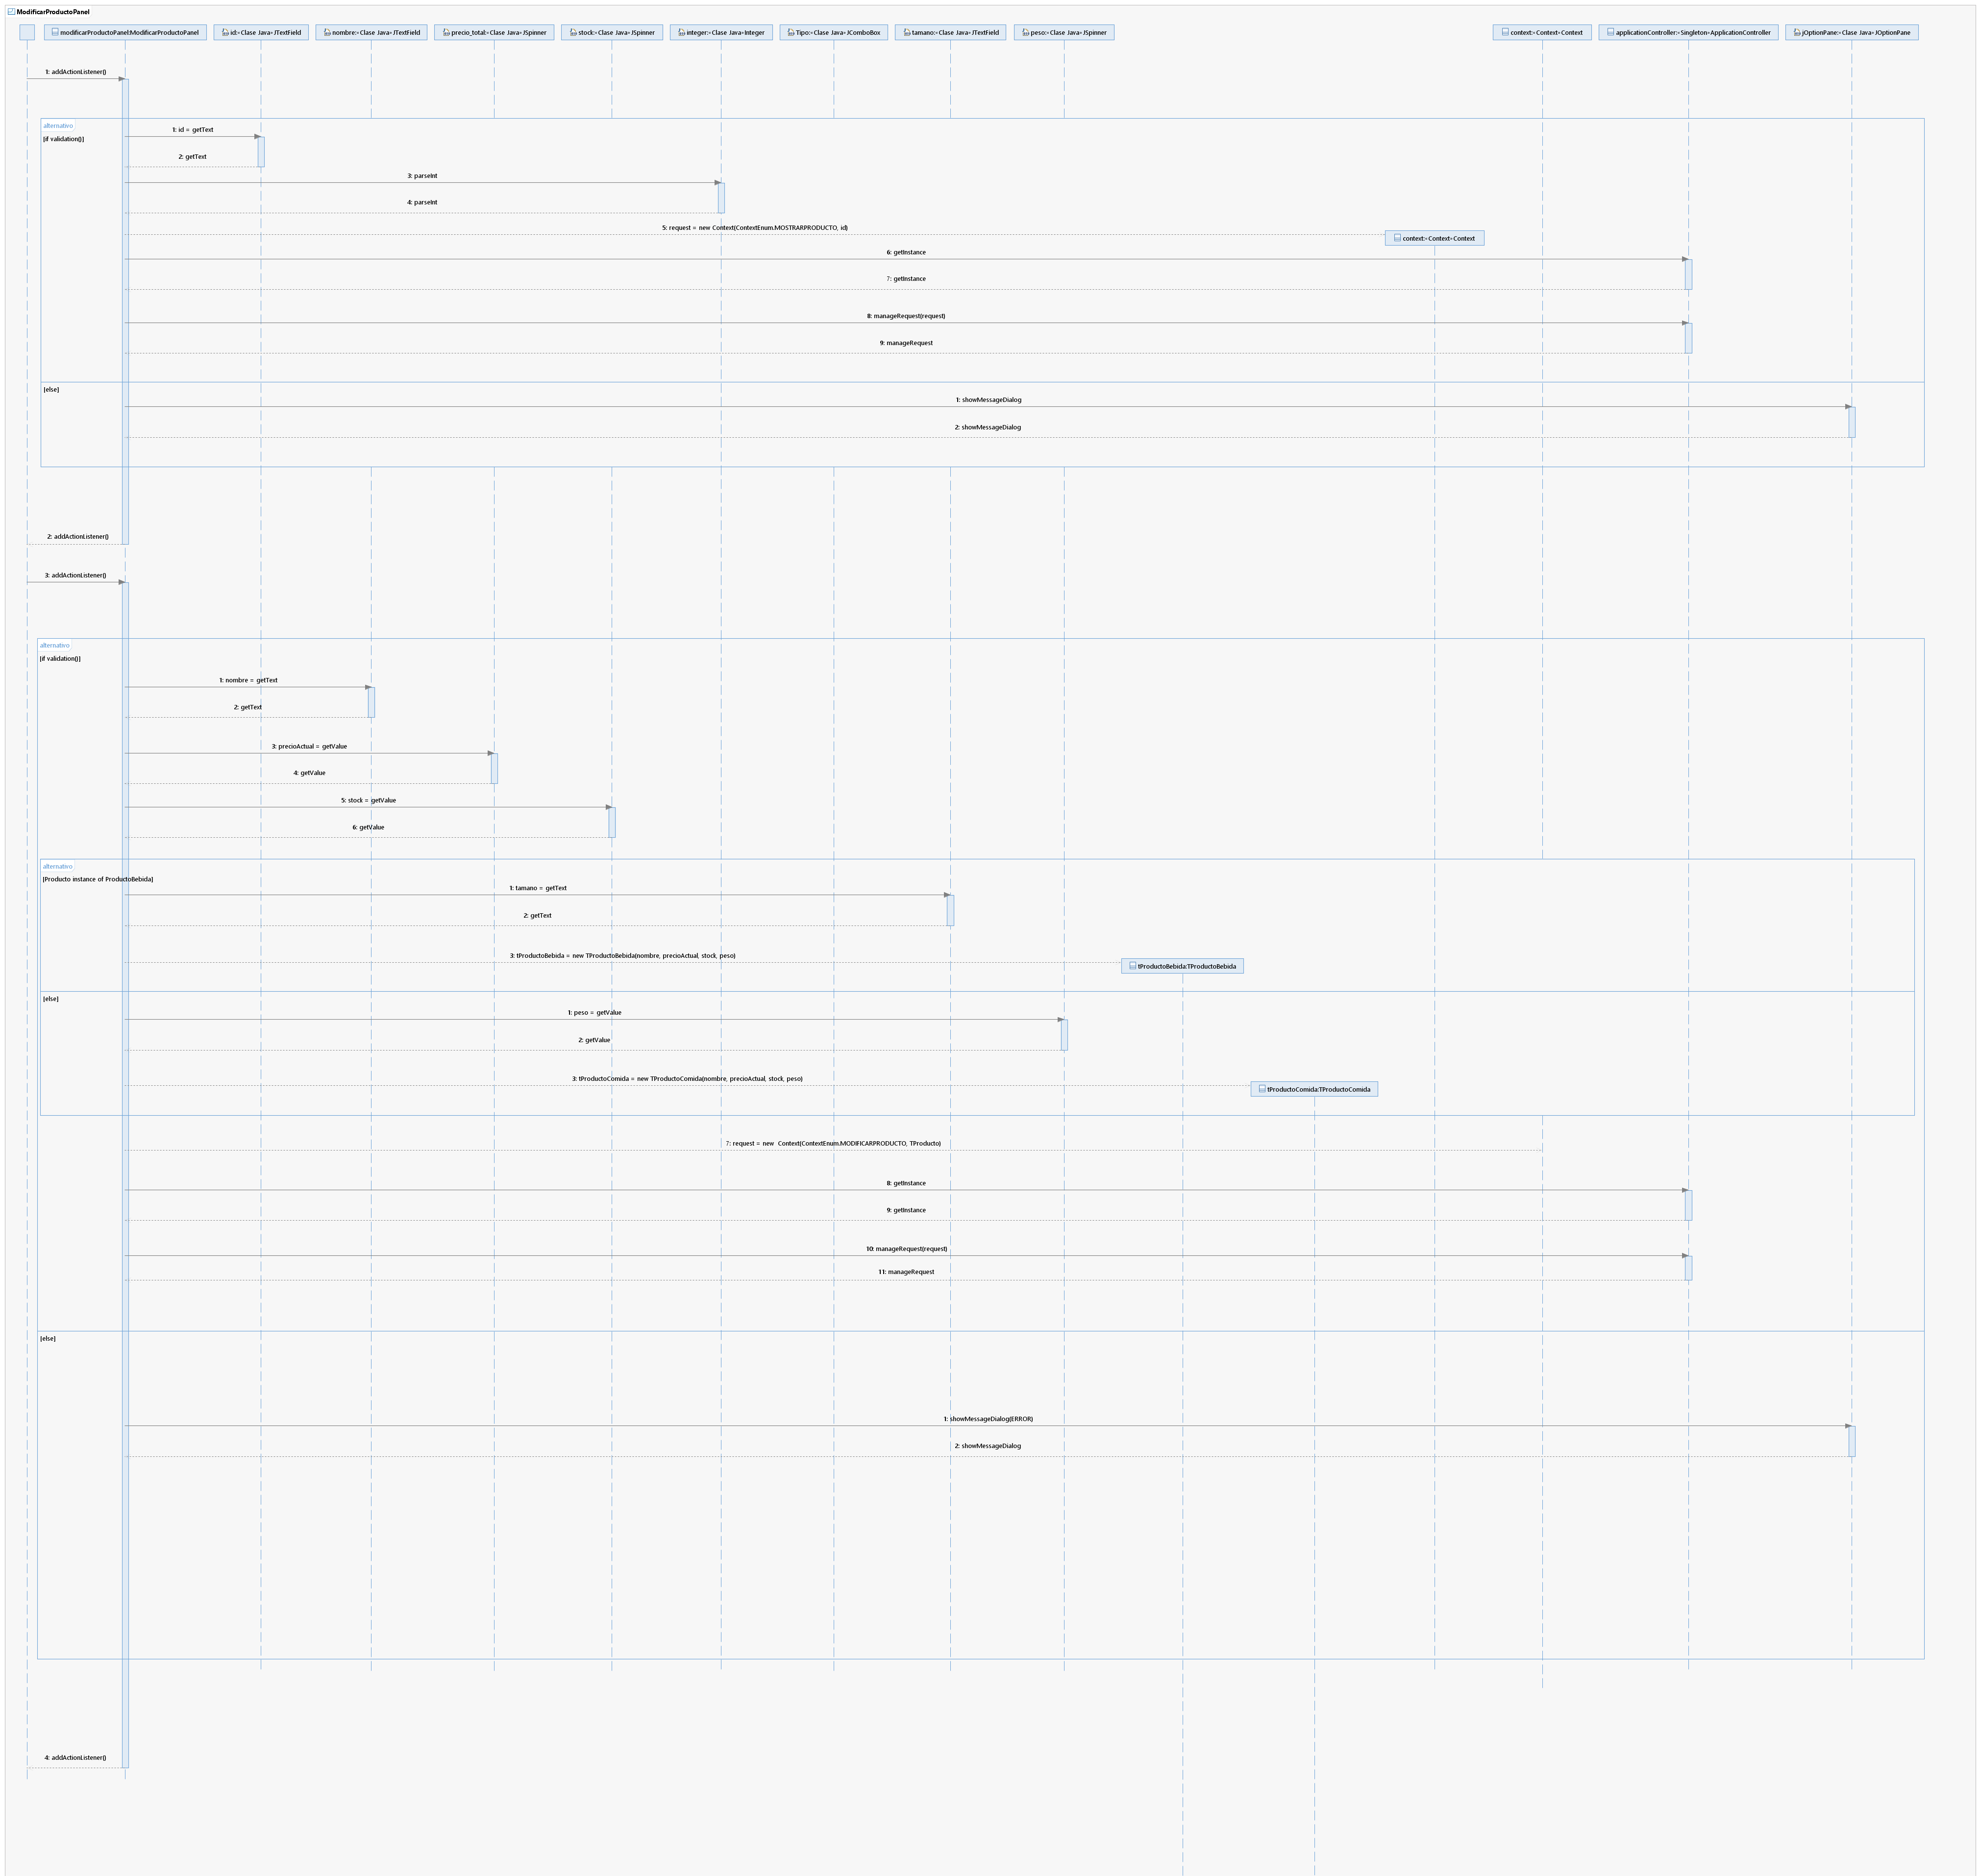 ModificarProductoPanel
modificarProductoPanel:ModificarProductoPanel
id:«Clase Java»JTextField
nombre:«Clase Java»JTextField
precio_total:«Clase Java»JSpinner
stock:«Clase Java»JSpinner
integer:«Clase Java»Integer
Tipo:«Clase Java»JComboBox
tamano:«Clase Java»JTextField
peso:«Clase Java»JSpinner
context:«Context»Context
applicationController:«Singleton»ApplicationController
jOptionPane:«Clase Java»JOptionPane
1: addActionListener()
alternativo
[if validation()]
1: id = getText
2: getText
3: parseInt
4: parseInt
5: request = new Context(ContextEnum.MOSTRARPRODUCTO, id)
context:«Context»Context
6: getInstance
7: getInstance
8: manageRequest(request)
9: manageRequest
[else]
1: showMessageDialog
2: showMessageDialog
2: addActionListener()
3: addActionListener()
alternativo
[if validation()]
1: nombre = getText
2: getText
3: precioActual = getValue
4: getValue
5: stock = getValue
6: getValue
alternativo
[Producto instance of ProductoBebida]
1: tamano = getText
2: getText
3: tProductoBebida = new TProductoBebida(nombre, precioActual, stock, peso)
tProductoBebida:TProductoBebida
[else]
1: peso = getValue
2: getValue
3: tProductoComida = new TProductoComida(nombre, precioActual, stock, peso)
tProductoComida:TProductoComida
7: request = new  Context(ContextEnum.MODIFICARPRODUCTO, TProducto)
8: getInstance
9: getInstance
10: manageRequest(request)
11: manageRequest
[else]
1: showMessageDialog(ERROR)
2: showMessageDialog
4: addActionListener()